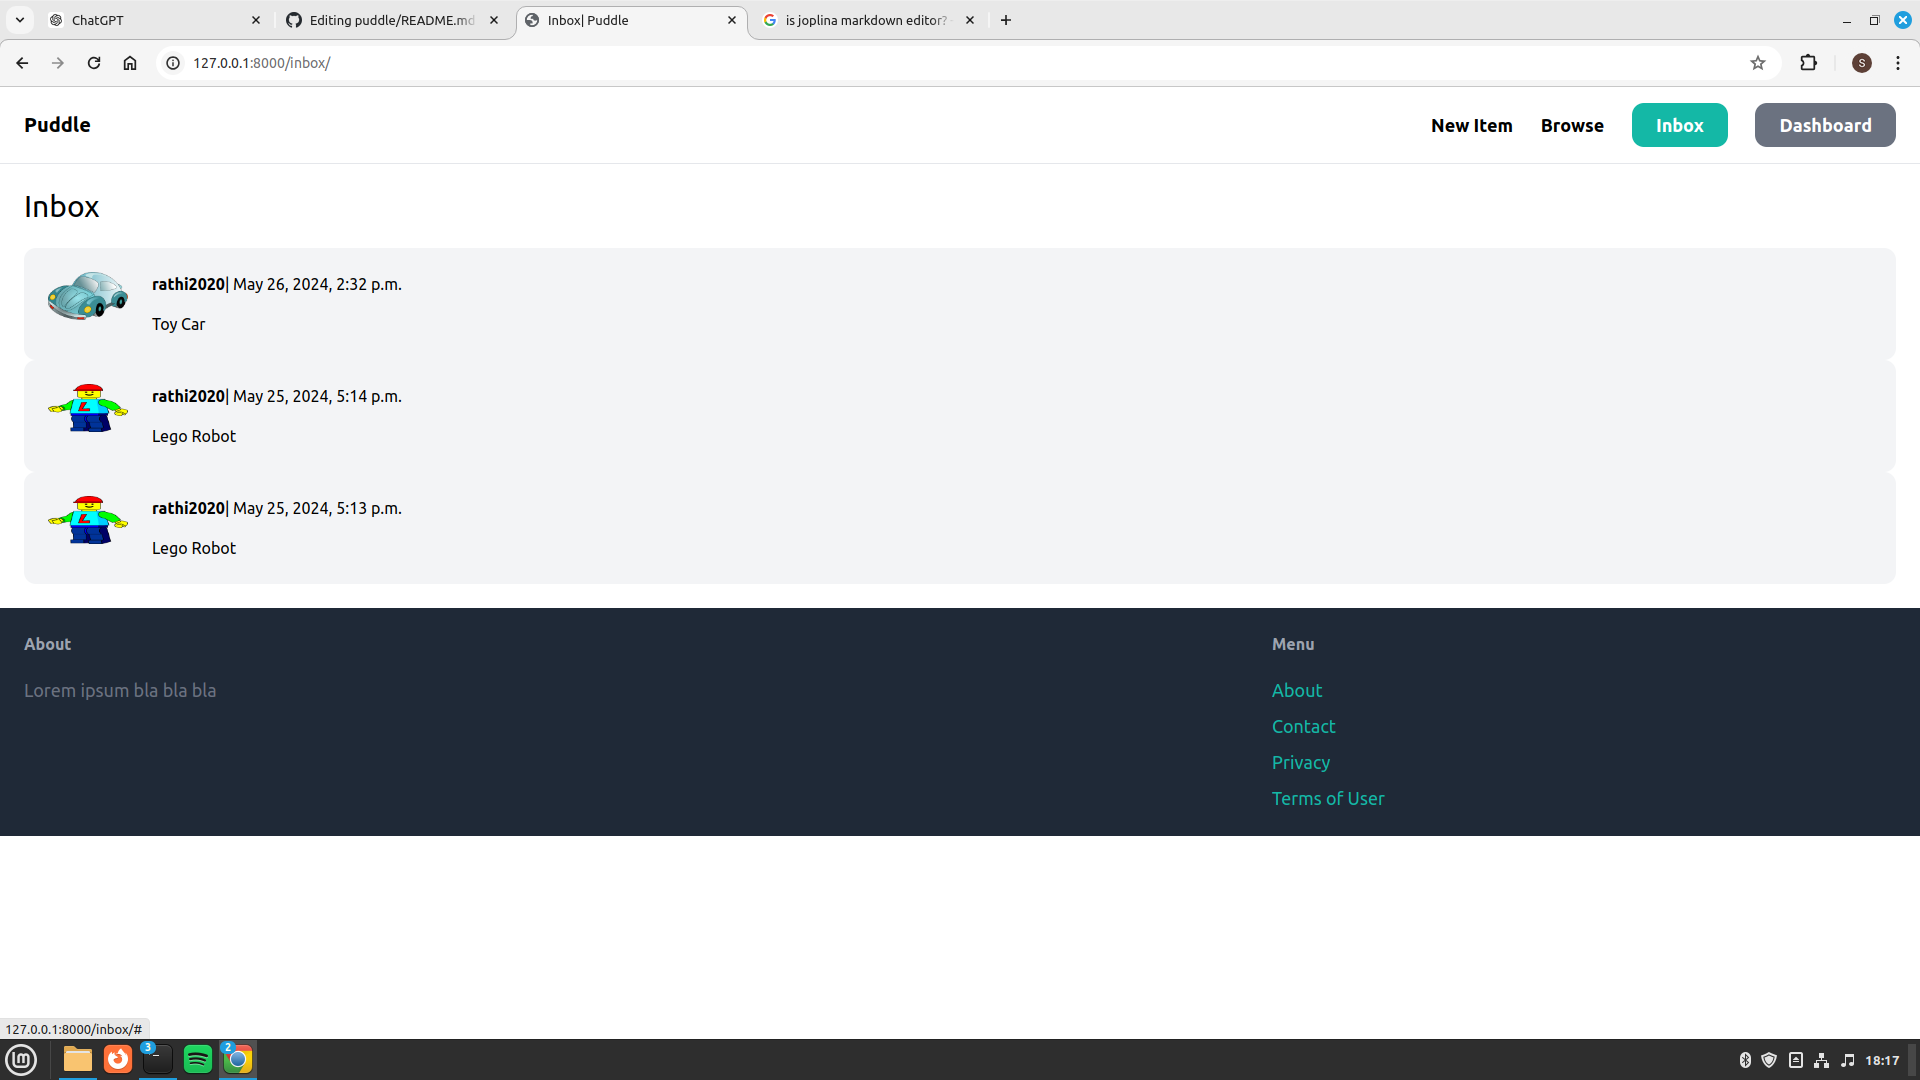 ChatGPT
Editing puddle/README.md
Inbox| Puddle
is joplina markdown editor?
127.0.0.1:8000/inbox/
S
Puddle
New Item
Browse
Inbox
Dashboard
Inbox
rathi2020| May 26, 2024, 2:32 p.m.
Toy Car
rathi2020| May 25, 2024, 5:14 p.m.
Lego Robot
rathi2020| May 25, 2024, 5:13 p.m.
Lego Robot
About
Lorem ipsum bla bla bla
Menu
About
Contact
Privacy
Terms of User
127.0.0.1:8000/inbox/#
3
2
18:17